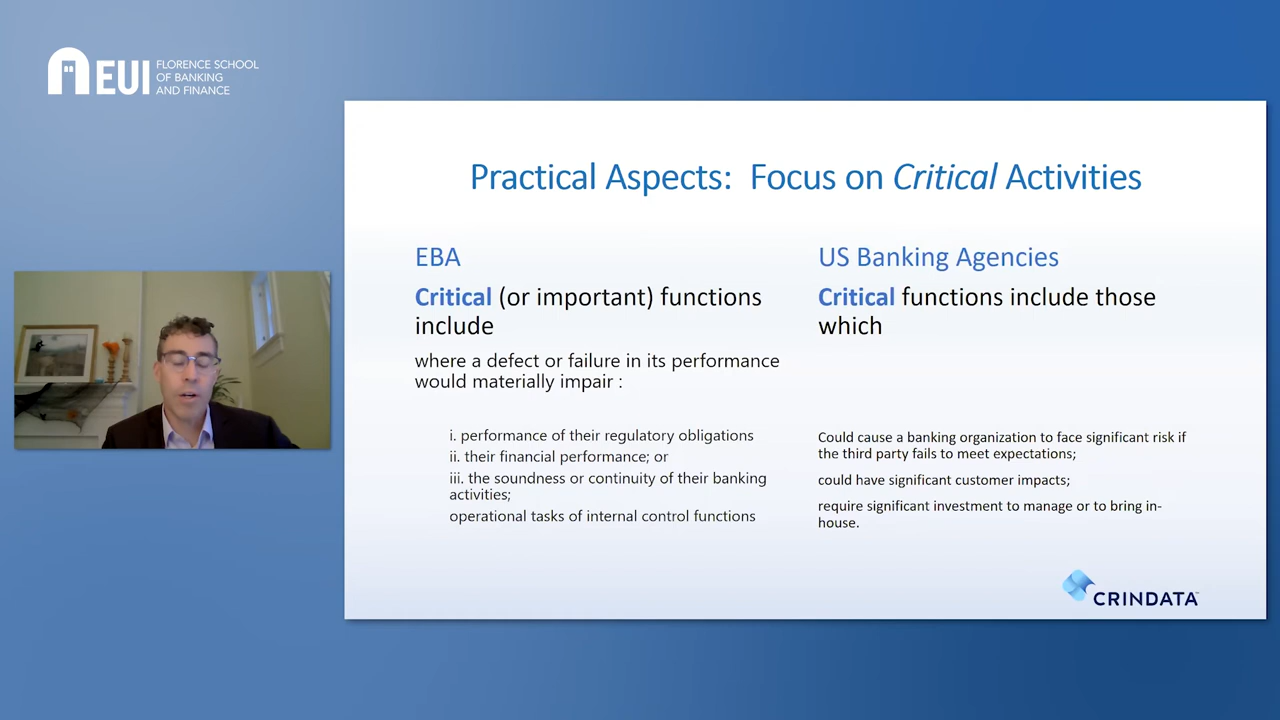 EUI
FLORENCE SCHOOL
OF BANKING
AND FINANCE
Practical Aspects:  Focus on Critical Activities
EBA
Critical (or important) functions
include
where a defect or failure in its performance
would materially impair :
i. performance of their regulatory obligations
ii. their financial performance; or
iii. the soundness or continuity of their banking
activities;
operational tasks of internal control functions
US Banking Agencies
Critical functions include those
which
Could cause a banking organization to face significant risk if
the third party fails to meet expectations;
could have significant customer impacts;
require significant investment to manage or to bring in-
house.
CRINDATA